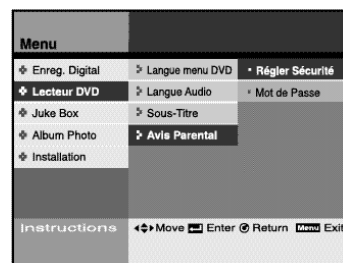 Menu
Enreg. Digital
Lecteur DVD
Juke Box
Album Photo
Installation
Langue menu DVD
Langue Audio
Sous-Titre
Avis Parental
Régler Sécurité
Mot de Passe
Instructions
Move Enter Return Menu Exit